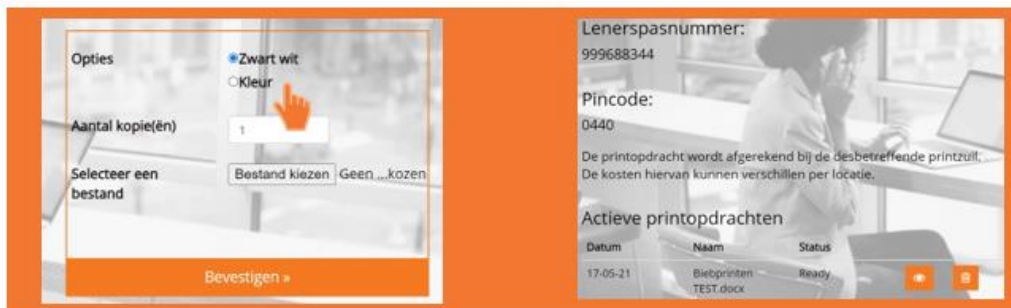 Opties
Zwart wit
Kleur
Aantal kopie(ën)
1
Selecteer een
bestand
Bestand kiezen Geen ...kozen
Bevestigen »
Lenerspasnummer:
999688344
Pincode:
0440
De printopdracht wordt afgerekend bij de desbetreffende printzuil.
De kosten hiervan kunnen verschillen per locatie.
Actieve printopdrachten
Datum Naam Status
17-05-21 Biebprinten Ready
TEST.docx